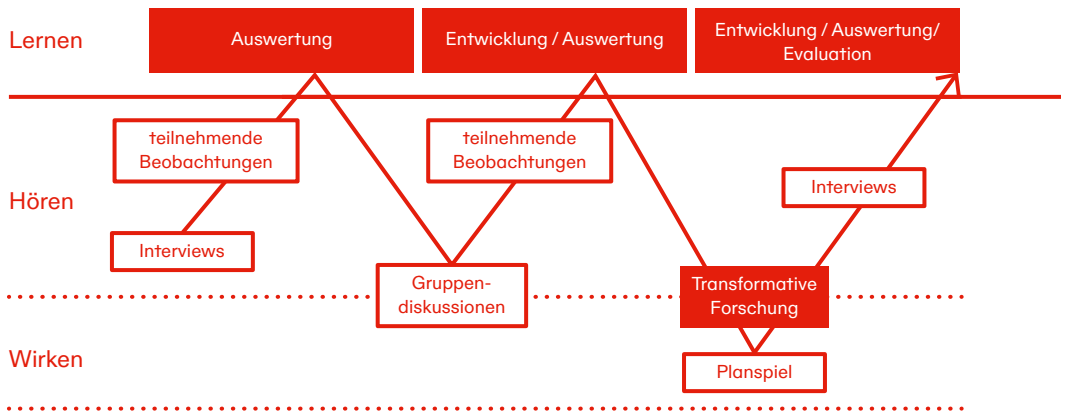 Lernen
Auswertung
Entwicklung / Auswertung
Entwicklung / Auswertung/
Evaluation
Hören
teilnehmende
Beobachtungen
teilnehmende
Beobachtungen
Interviews
Interviews
Gruppen-
diskussionen
Transformative
Forschung
Wirken
Planspiel